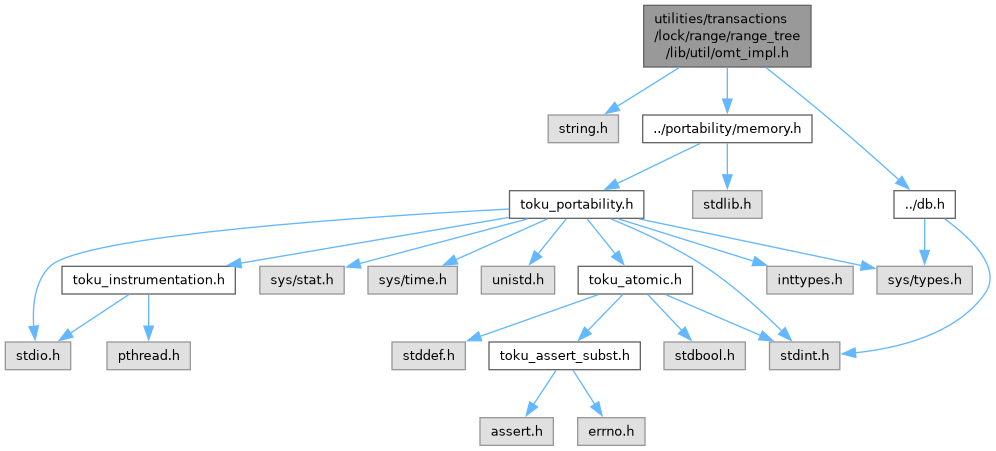 utilities/transactions
/lock/range/range_tree
/lib/util/omt_impl.h
string.h
../portability/memory.h
toku_portability.h
stdlib.h
../db.h
toku_instrumentation.h
sys/stat.h
sys/time.h
unistd.h
toku_atomic.h
inttypes.h
sys/types.h
stdio.h
pthread.h
stddef.h
toku_assert_subst.h
stdbool.h
stdint.h
assert.h
errno.h